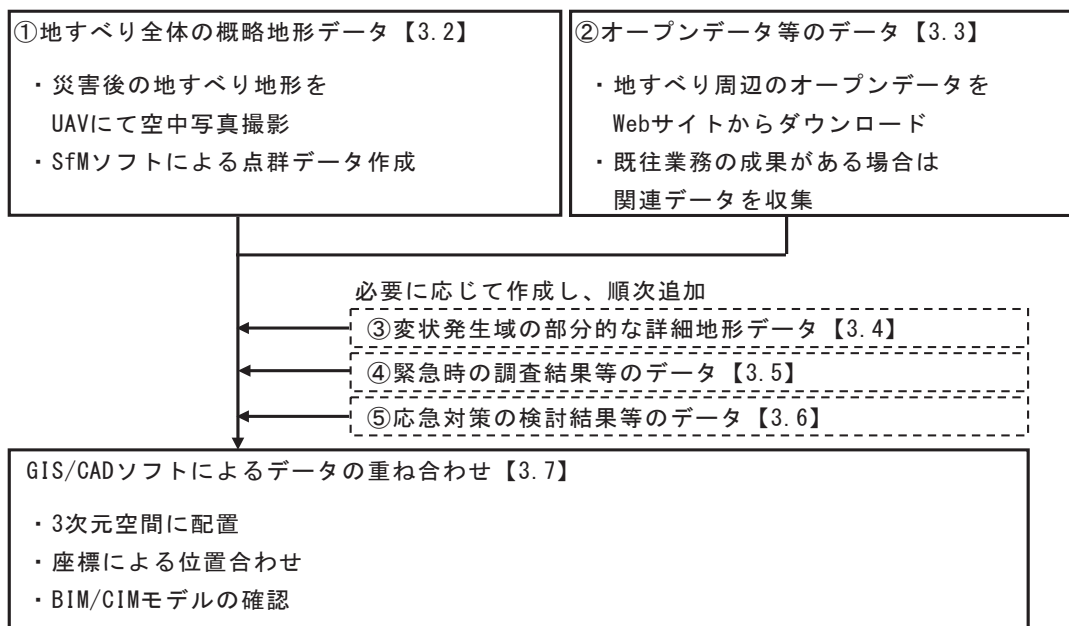 ①地すべり全体の概略地形データ【3.2】
・災害後の地すべり地形を
UAVにて空中写真撮影
・SfMソフトによる点群データ作成
②オープンデータ等のデータ【3.3】
・地すべり周辺のオープンデータを
Webサイトからダウンロード
・既往業務の成果がある場合は
関連データを収集
必要に応じて作成し、順次追加
③変状発生域の部分的な詳細地形データ【3.4】
④緊急時の調査結果等のデータ【3.5】
⑤応急対策の検討結果等のデータ【3.6】
GIS/CADソフトによるデータの重ね合わせ【3.7】
・3次元空間に配置
・座標による位置合わせ
・BIM/CIMモデルの確認